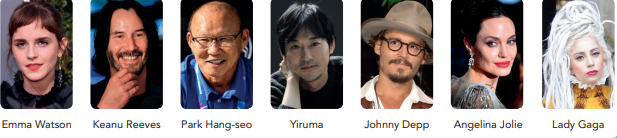 Emma Watson Keanu Reeves Park Hang-seo Yiruma Johnny Depp Angelina Jolie Lady Gaga